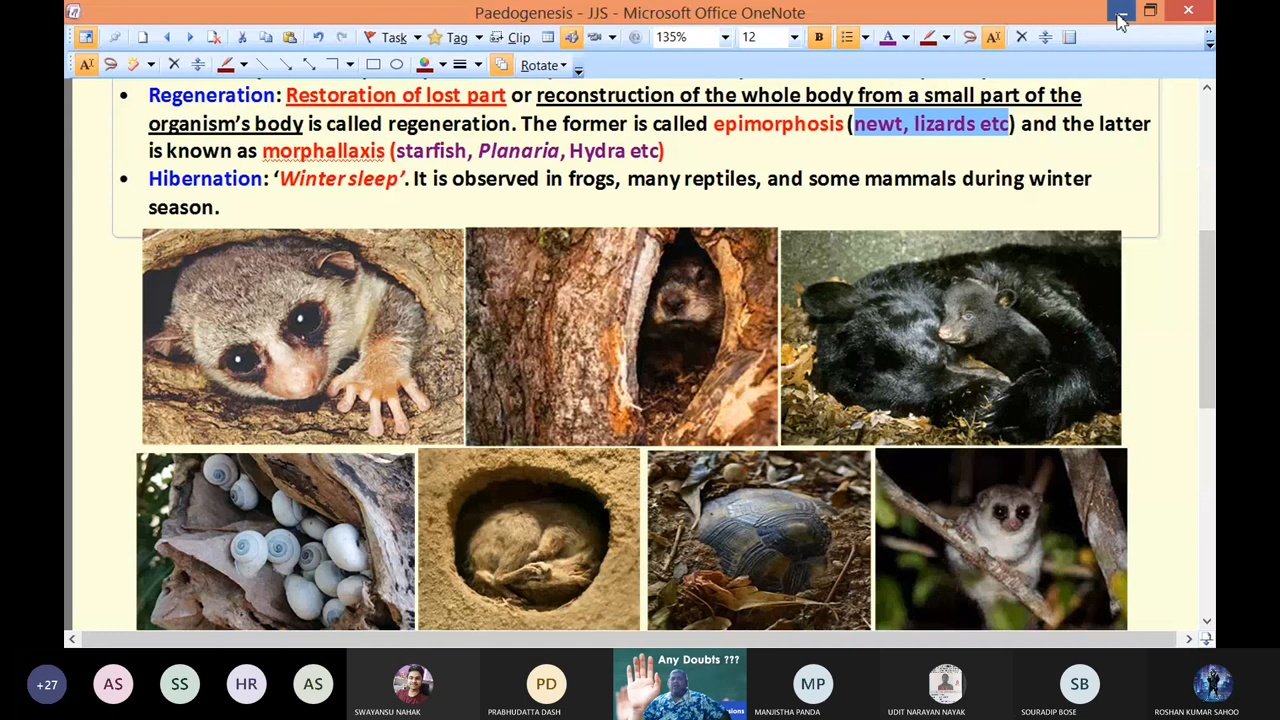 Paedogenesis - JJS - Microsoft Office OneNote
Task Tag Clip 135% 12 B A A
A Rotate
• Regeneration: Restoration of lost part or reconstruction of the whole body from a small part of the
organism's body is called regeneration. The former is called epimorphosis (newt, lizards etc) and the latter
is known as morphallaxis (starfish, Planaria, Hydra etc)
• Hibernation: 'Winter sleep'. It is observed in frogs, many reptiles, and some mammals during winter
season.
Any Doubts ???
+27 AS SS HR AS PD MP SB
SWAYANSU NAHAK PRABHUDATTA DASH MANJISTHA PANDA UDIT NARAYAN NAYAK SOURADIP BOSE ROSHAN KUMAR SAHOO